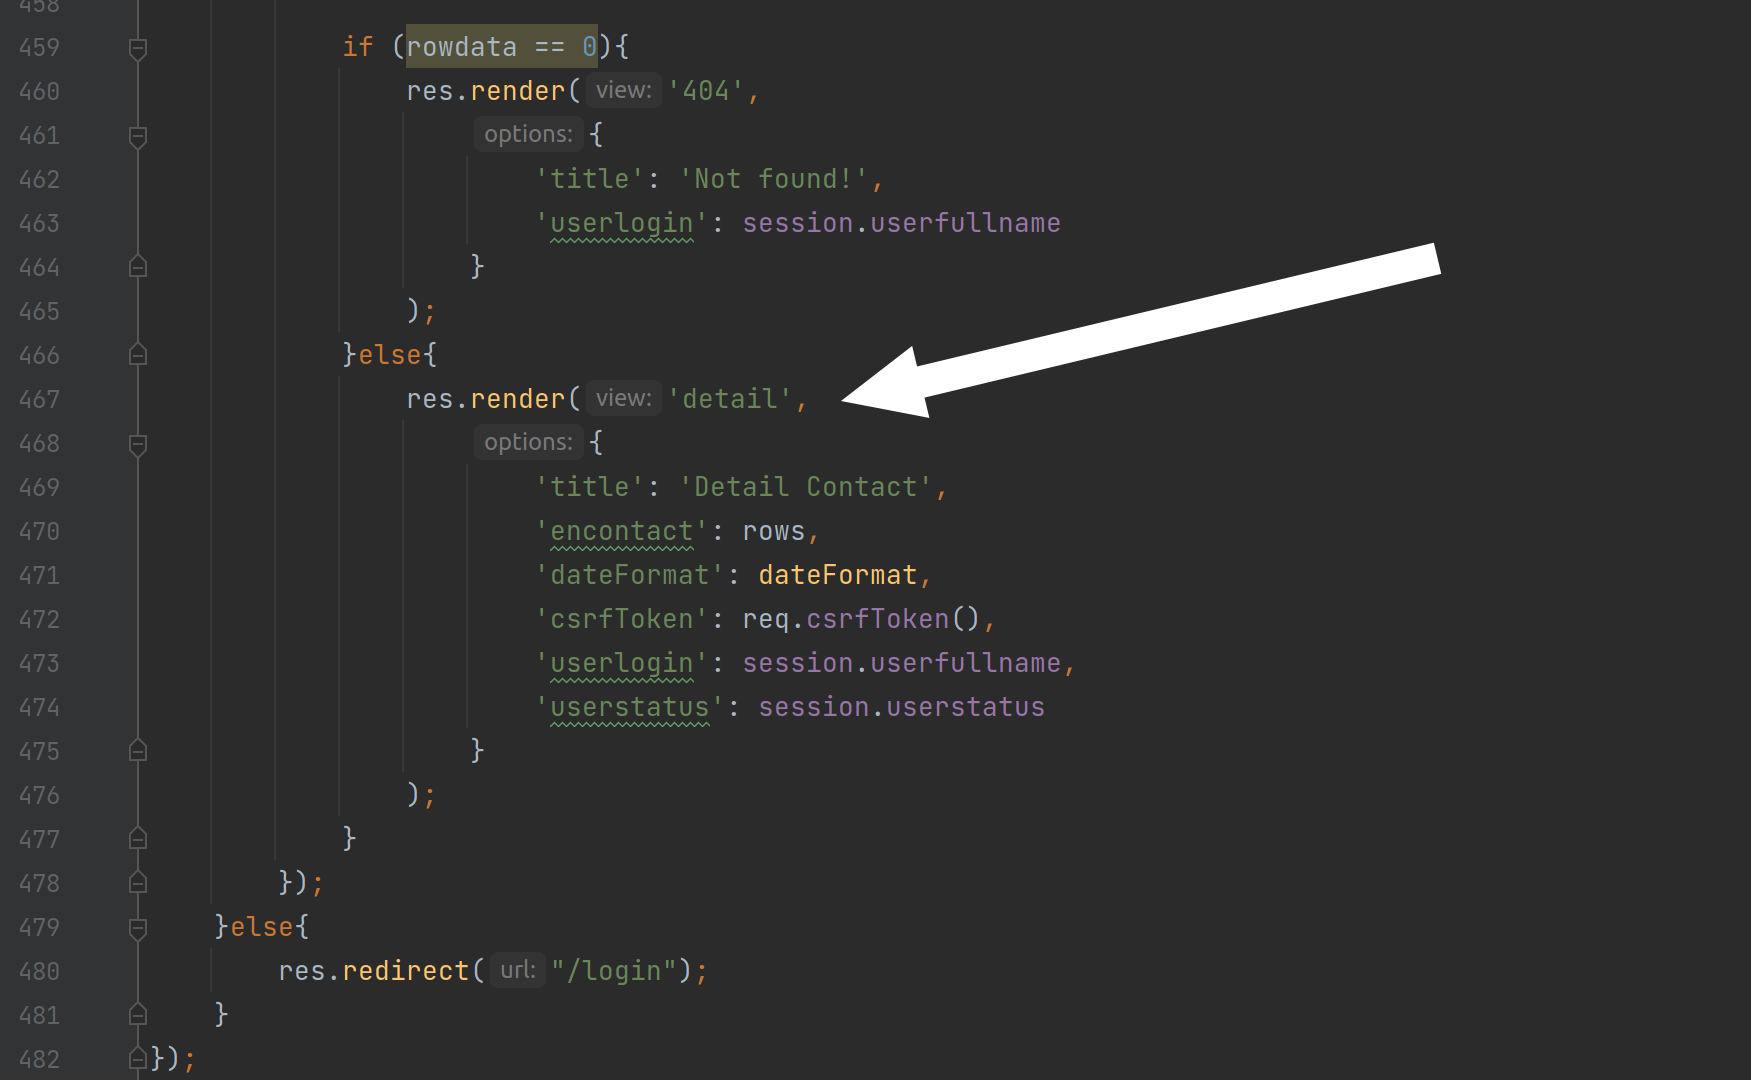 458
459 if (rowdata == 0){
460 res.render( view: '404',
461 options: {
462 'title': 'Not found!',
463 'userlogin': session.userfullname
464 }
465 );
466 }else{
467 res.render( view: 'detail',
468 options: {
469 'title': 'Detail Contact',
470 'encontact': rows,
471 'dateFormat': dateFormat,
472 'csrfToken': req.csrfToken(),
473 'userlogin': session.userfullname,
474 'userstatus': session.userstatus
475 }
476 );
477 }
478 });
479 }else{
480 res.redirect( url: "/login");
481 }
482 });